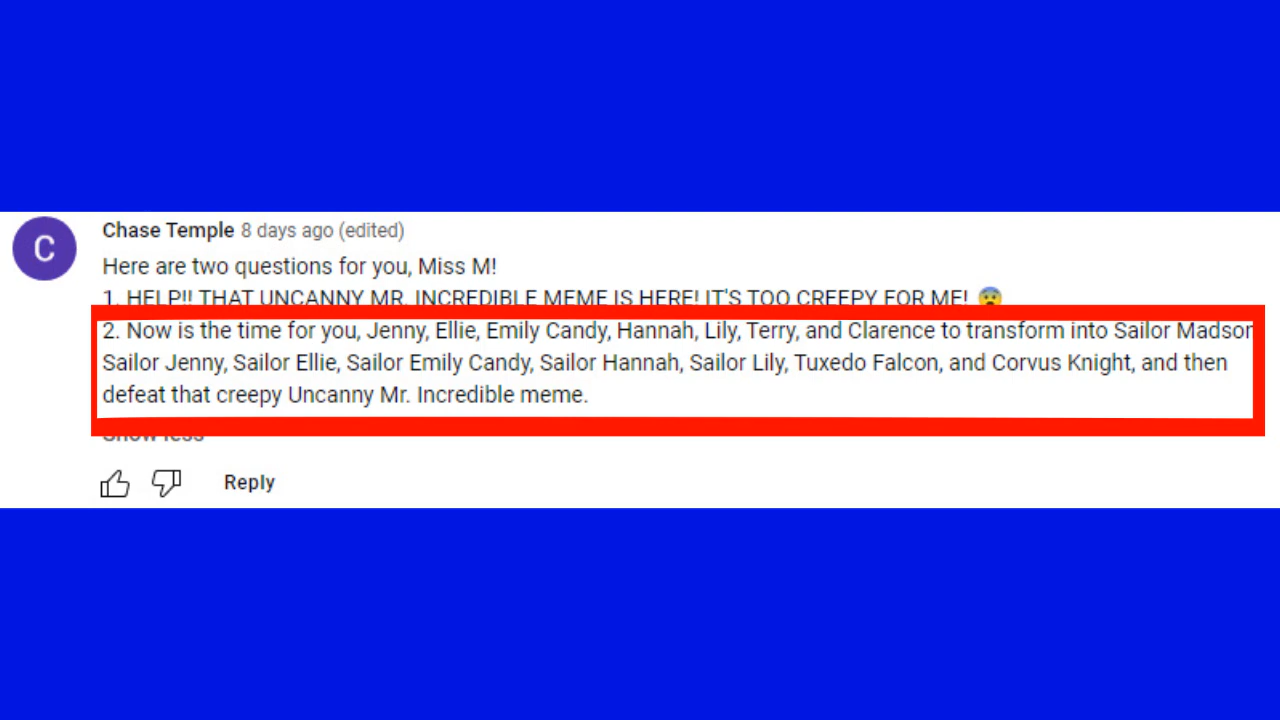 C
Chase Temple 8 days ago (edited)
Here are two questions for you, Miss M!
1. HELP!! THAT UNCANNY MR. INCREDIBLE MEME IS HERE! IT'S TOO CREEPY FOR ME! 😨
2. Now is the time for you, Jenny, Ellie, Emily Candy, Hannah, Lily, Terry, and Clarence to transform into Sailor Madson
Sailor Jenny, Sailor Ellie, Sailor Emily Candy, Sailor Hannah, Sailor Lily, Tuxedo Falcon, and Corvus Knight, and then
defeat that creepy Uncanny Mr. Incredible meme.
Show less
Reply